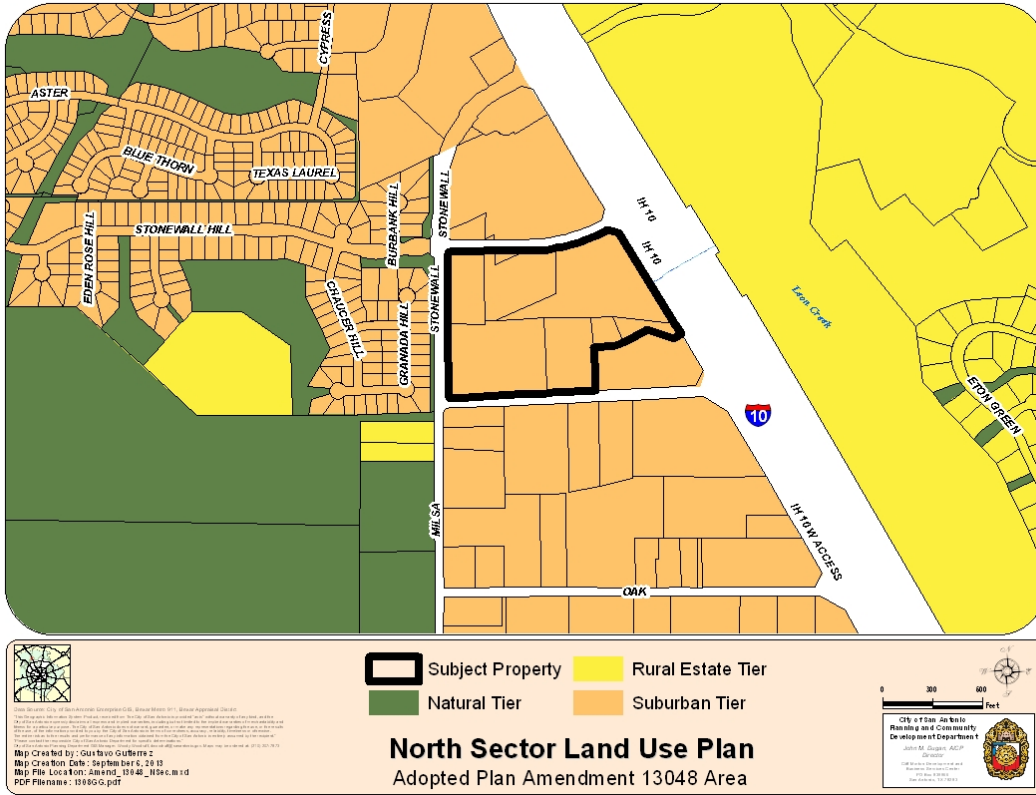 CYPRESS
ASTER
BLUE THORN
TEXAS LAUREL
STONEWALL
BURBANK HILL
IH 10
IH 10
STONEWALL HILL
EDEN ROSE HILL
Leon Creek
STONEWALL
CHAUCER HILL
GRANADA HILL
ETON GREEN
10
MILSA
IH 10 W ACCESS
OAK
Subject Property
Rural Estate Tier
Natural Tier
Suburban Tier
0 300 600
Feet
North Sector Land Use Plan
Adopted Plan Amendment 13048 Area
Map Created by: Gustavo Gutierrez
Map Creation Date: September 6, 2013
Map File Location: Amend_13048_NSec.mxd
PDF Filename: 1308GG.pdf
City of San Antonio
Planning and Community
Development Department
John M. Dugan, AICP
Director